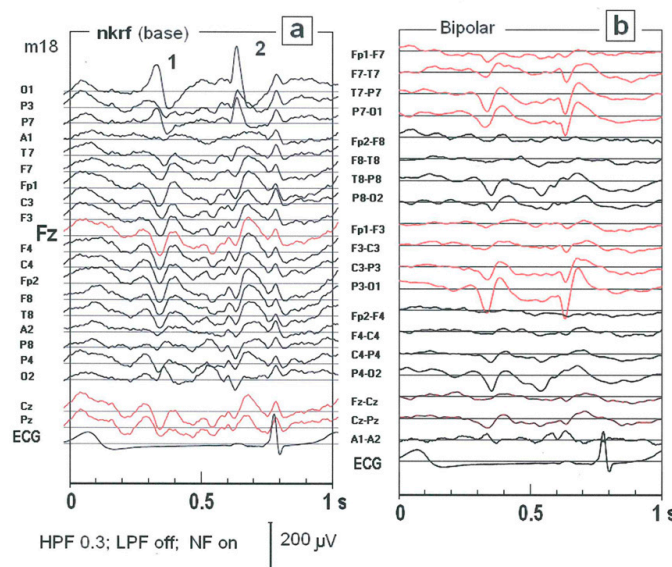 nkrf (base)
a
m18
1
2
O1
P3
P7
A1
T7
F7
Fp1
C3
F3
Fz
F4
C4
Fp2
F8
T8
A2
P8
P4
O2
Cz
Pz
ECG
0
0.5
1 s
HPF 0.3; LPF off; NF on
200 µV
Bipolar
b
Fp1-F7
F7-T7
T7-P7
P7-O1
Fp2-F8
F8-T8
T8-P8
P8-O2
Fp1-F3
F3-C3
C3-P3
P3-O1
Fp2-F4
F4-C4
C4-P4
P4-O2
Fz-Cz
Cz-Pz
A1-A2
ECG
0
0.5
1 s